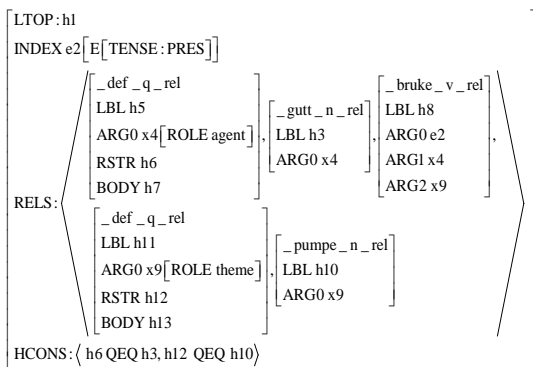 LTOP: h1
INDEX e2[E[TENSE: PRES]]
RELS:
_def_q_rel
LBL h5
ARG0 x4[ROLE agent]
RSTR h6
BODY h7
,
_gutt_n_rel
LBL h3
ARG0 x4
,
_bruke_v_rel
LBL h8
ARG0 e2
ARG1 x4
ARG2 x9
,
_def_q_rel
LBL h11
ARG0 x9[ROLE theme]
RSTR h12
BODY h13
,
_pumpe_n_rel
LBL h10
ARG0 x9
HCONS: ⟨h6 QEQ h3, h12 QEQ h10⟩